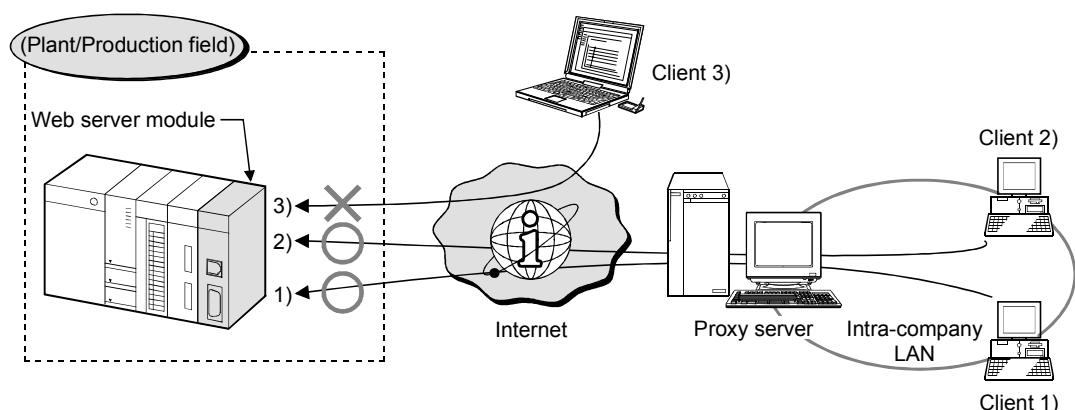 (Plant/Production field)
Client 3)
Web server module
Client 2)
3)
2)
1)
Internet
Proxy server
Intra-company
LAN
Client 1)